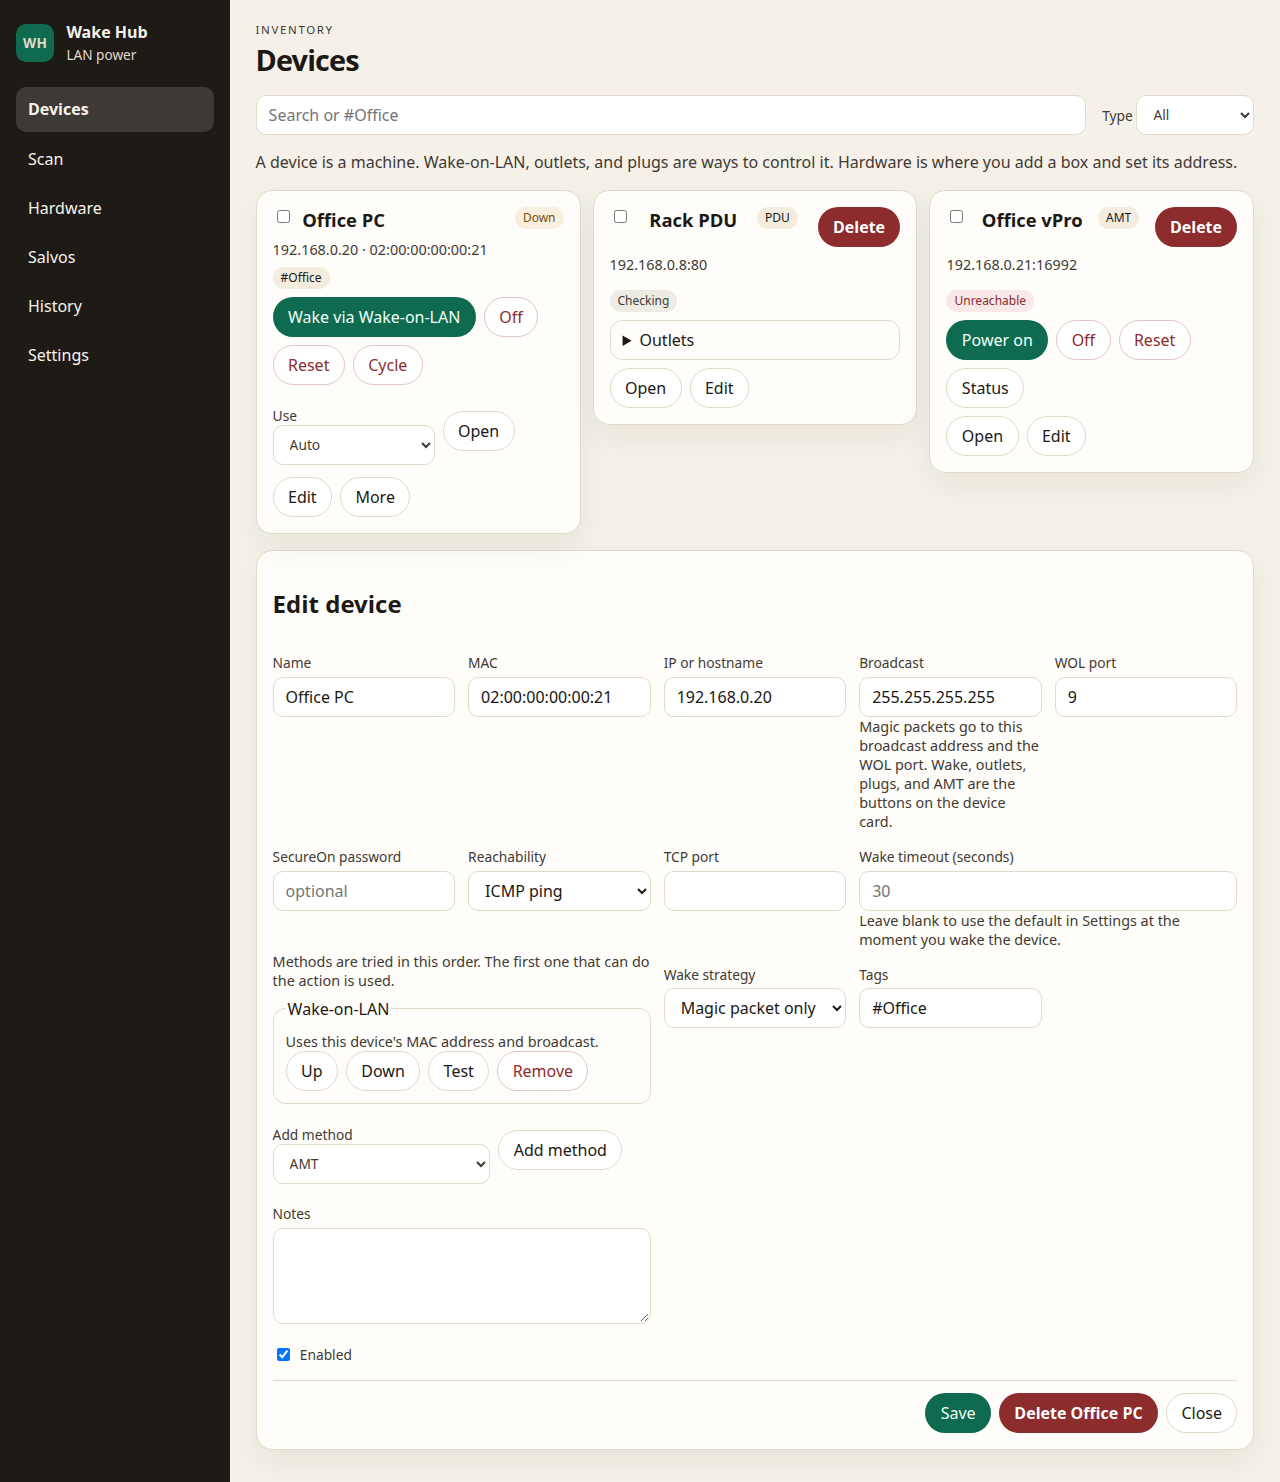 WH
Wake Hub
LAN power
Devices
Scan
Hardware
Salvos
History
Settings
INVENTORY
Devices
Search or #Office
Type
All
A device is a machine. Wake-on-LAN, outlets, and plugs are ways to control it. Hardware is where you add a box and set its address.
Office PC
Down
192.168.0.20 · 02:00:00:00:00:21
#Office
Wake via Wake-on-LAN
Off
Reset
Cycle
Use
Auto
Open
Edit
More
Rack PDU
PDU
Delete
192.168.0.8:80
Checking
Outlets
Open
Edit
Office vPro
AMT
Delete
192.168.0.21:16992
Unreachable
Power on
Off
Reset
Status
Open
Edit
Edit device
Name
MAC
IP or hostname
Broadcast
WOL port
Office PC
02:00:00:00:00:21
192.168.0.20
255.255.255.255
9
Magic packets go to this
broadcast address and the
WOL port. Wake, outlets,
plugs, and AMT are the
buttons on the device
card.
SecureOn password
Reachability
TCP port
Wake timeout (seconds)
optional
ICMP ping
30
Leave blank to use the default in Settings at the
moment you wake the device.
Methods are tried in this order. The first one that can do
the action is used.
Wake-on-LAN
Uses this device's MAC address and broadcast.
Up
Down
Test
Remove
Wake strategy
Magic packet only
Tags
#Office
Add method
AMT
Add method
Notes
Enabled
Save
Delete Office PC
Close